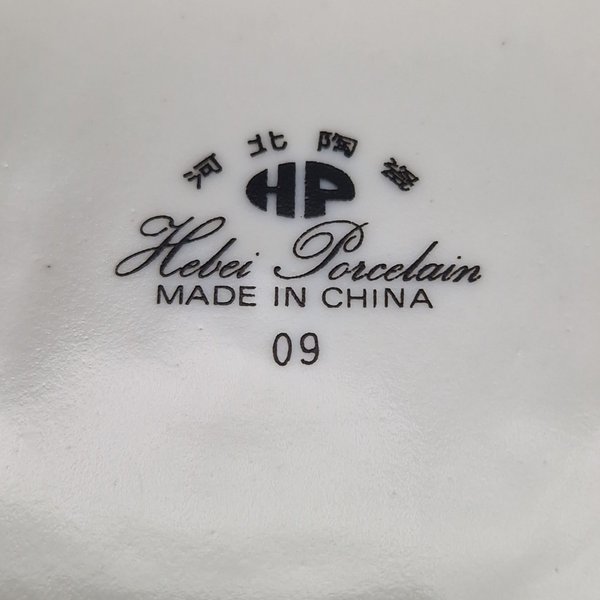 河北陶瓷
HP
Hebei Porcelain
MADE IN CHINA
09